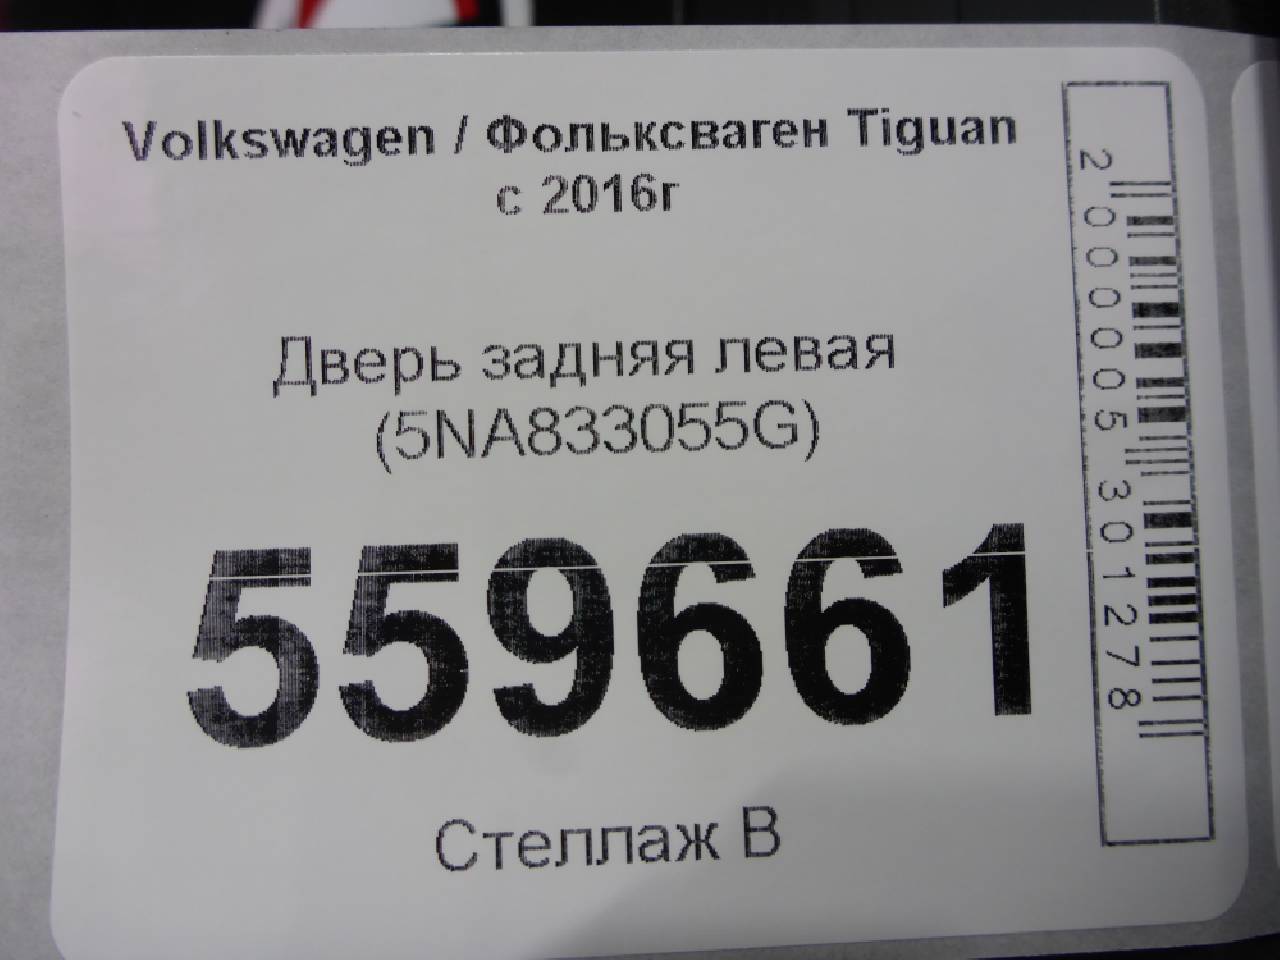 Volkswagen / Фольксваген Tiguan
с 2016г
Дверь задняя левая
(5NA833055G)
559661
Стеллаж В
2000005301278